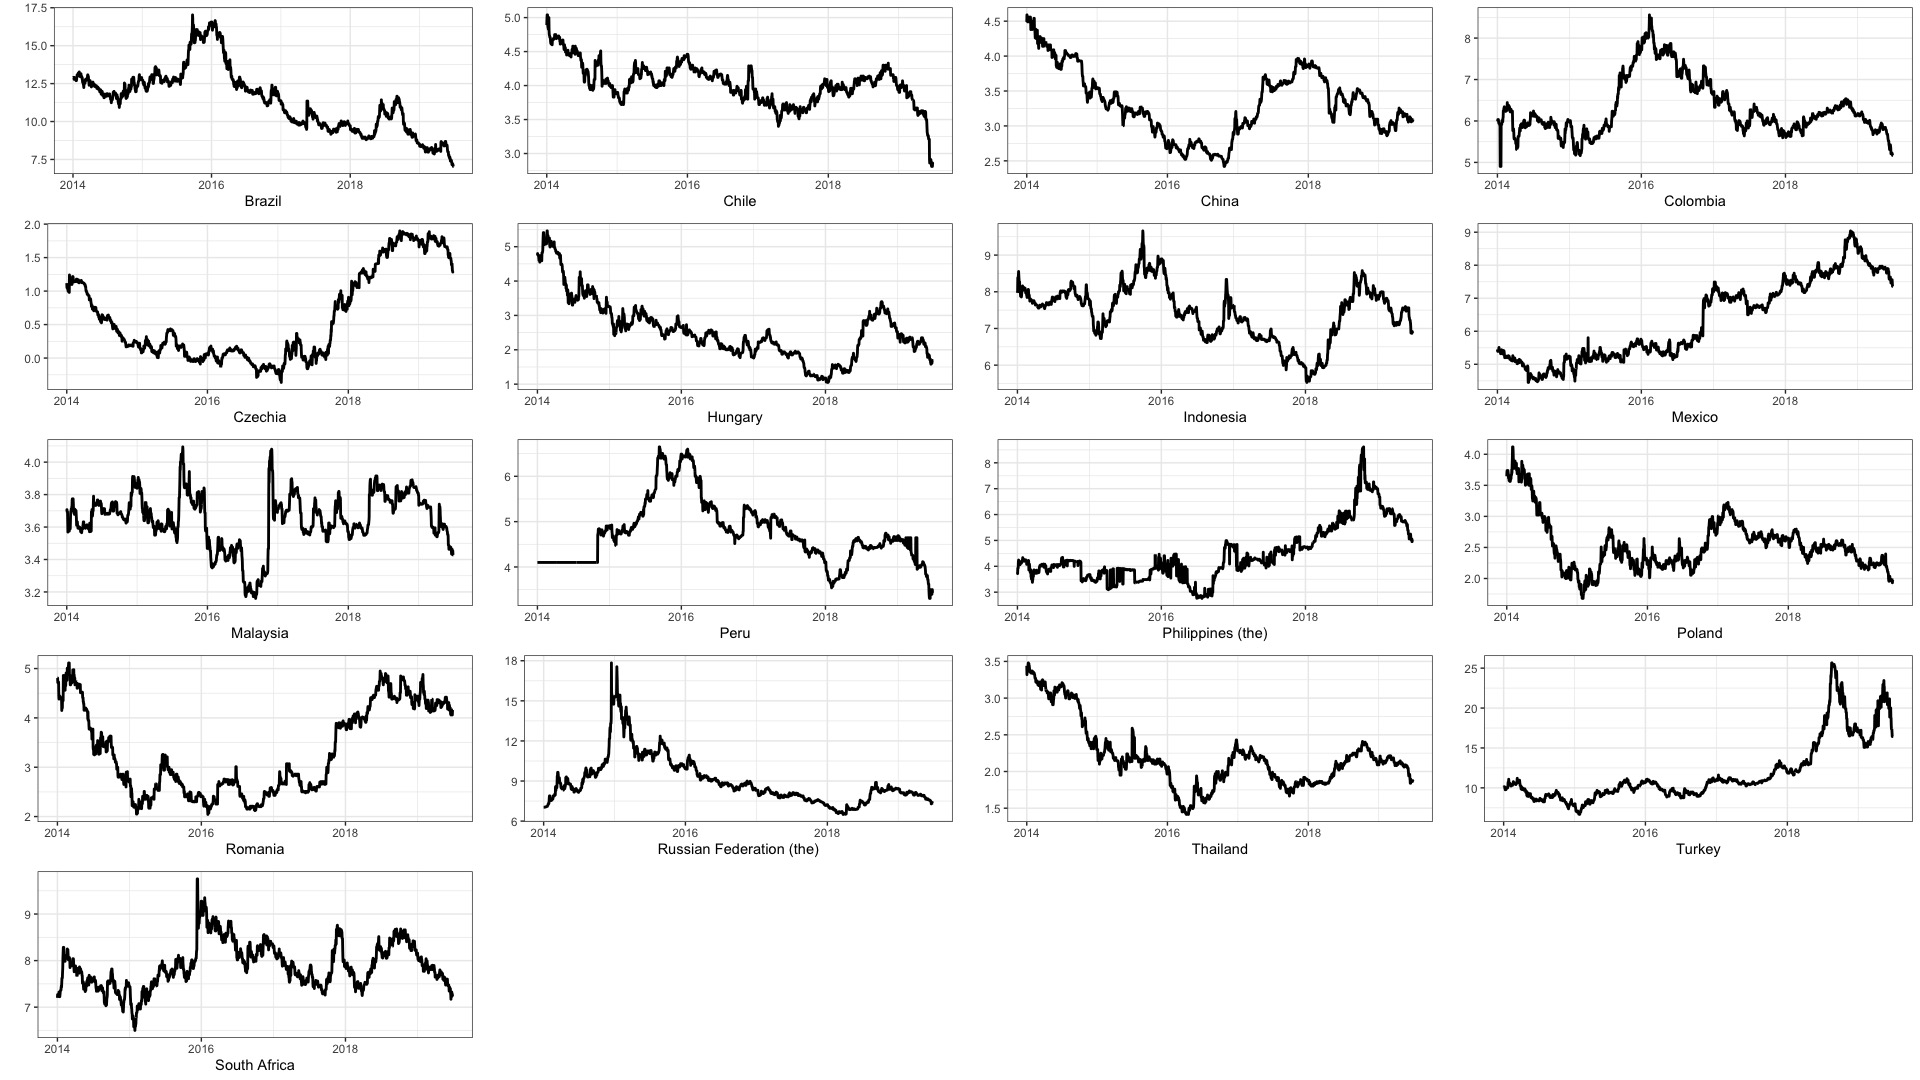 17.5
15.0
12.5
10.0
7.5
2014 2016 2018
Brazil
5.0
4.5
4.0
3.5
3.0
2014 2016 2018
Chile
4.5
4.0
3.5
3.0
2.5
2014 2016 2018
China
8
7
6
5
2014 2016 2018
Colombia
2.0
1.5
1.0
0.5
0.0
2014 2016 2018
Czechia
5
4
3
2
1
2014 2016 2018
Hungary
9
8
7
6
2014 2016 2018
Indonesia
9
8
7
6
5
2014 2016 2018
Mexico
4.0
3.8
3.6
3.4
3.2
2014 2016 2018
Malaysia
6
5
4
2014 2016 2018
Peru
8
7
6
5
4
3
2014 2016 2018
Philippines (the)
4.0
3.5
3.0
2.5
2.0
2014 2016 2018
Poland
5
4
3
2
2014 2016 2018
Romania
18
15
12
9
6
2014 2016 2018
Russian Federation (the)
3.5
3.0
2.5
2.0
1.5
2014 2016 2018
Thailand
25
20
15
10
2014 2016 2018
Turkey
9
8
7
2014 2016 2018
South Africa